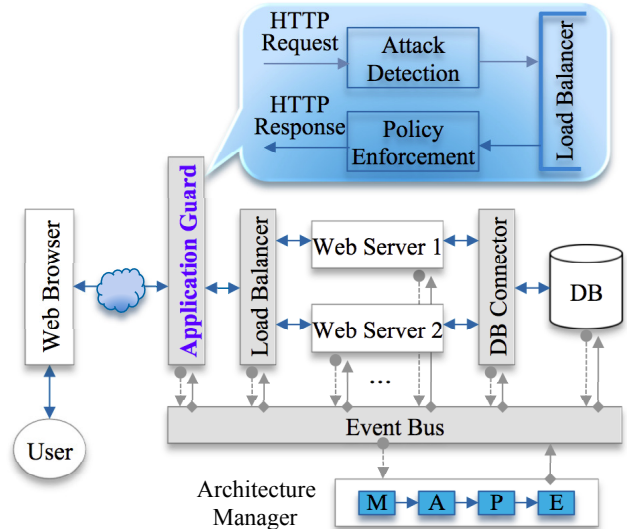 HTTP
Request
Attack
Detection
HTTP
Response
Policy
Enforcement
Load Balancer
Web Browser
Application Guard
Load Balancer
Web Server 1
Web Server 2
...
DB Connector
DB
User
Event Bus
Architecture
Manager
M
A
P
E